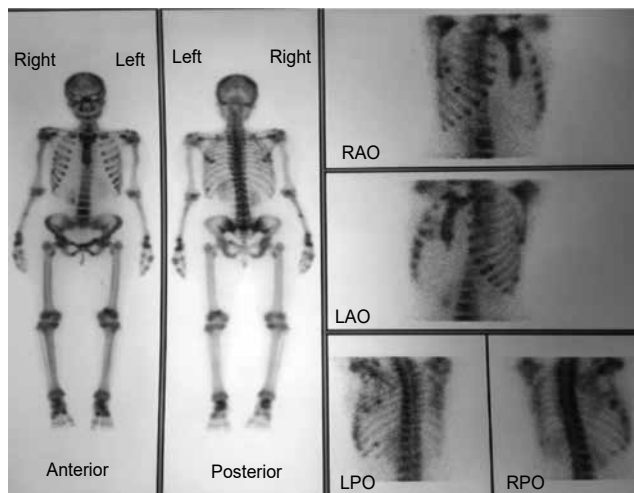 Right
Left
Left
Right
RAO
LAO
LPO
RPO
Anterior
Posterior